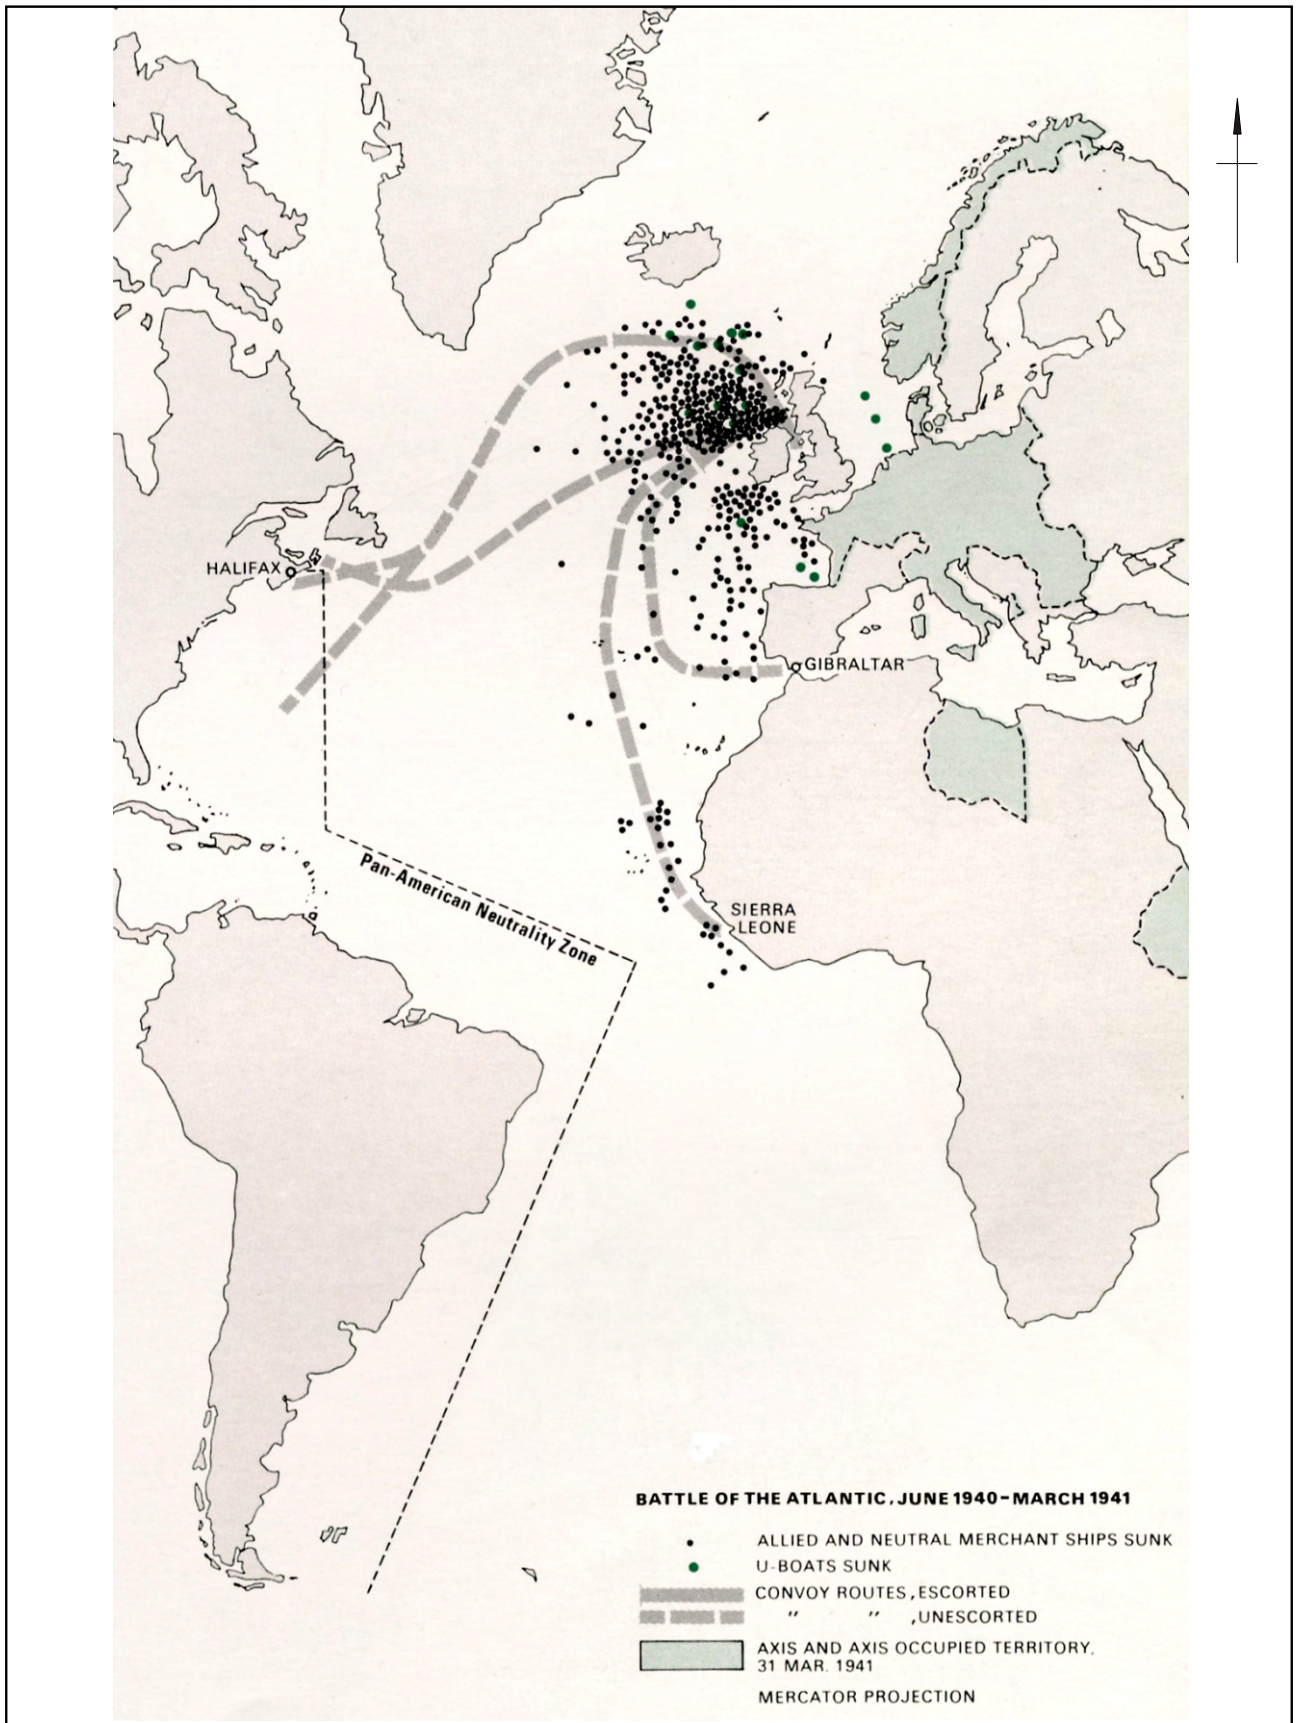 HALIFAX
GIBRALTAR
Pan-American Neutrality Zone
SIERRA
LEONE
BATTLE OF THE ATLANTIC, JUNE 1940–MARCH 1941
ALLIED AND NEUTRAL MERCHANT SHIPS SUNK
U-BOATS SUNK
CONVOY ROUTES, ESCORTED
" " , UNESCORTED
AXIS AND AXIS OCCUPIED TERRITORY,
31 MAR. 1941
MERCATOR PROJECTION